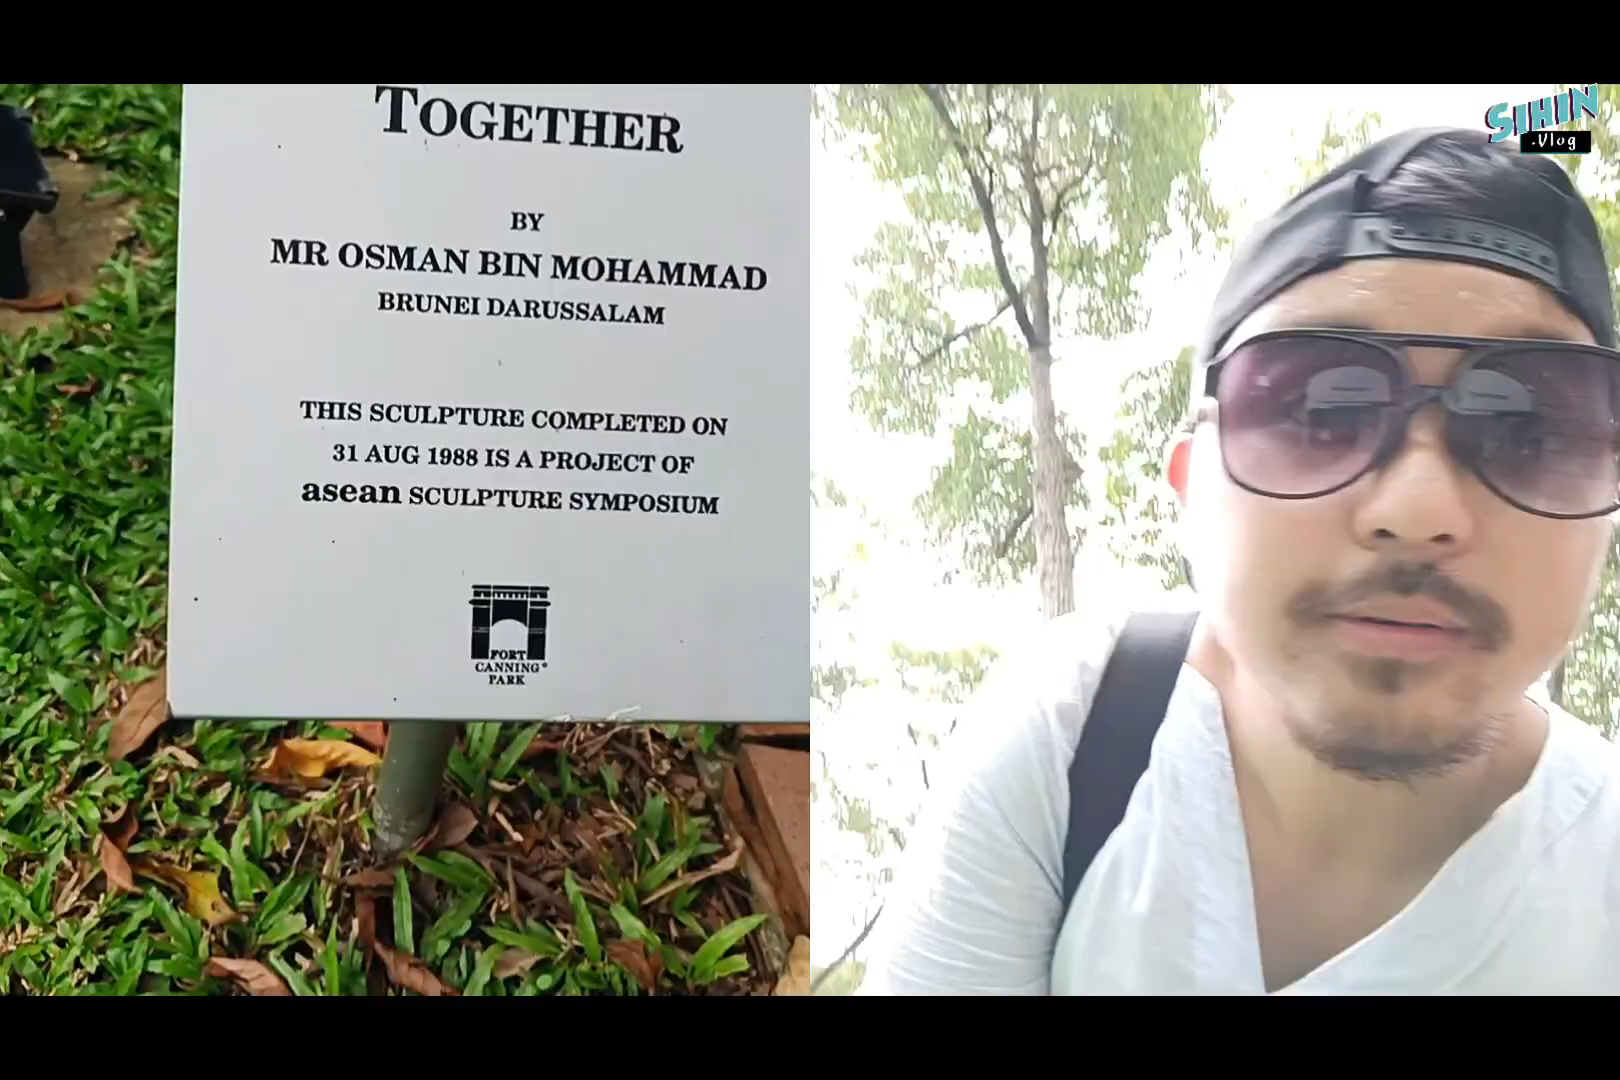 TOGETHER
BY
MR OSMAN BIN MOHAMMAD
BRUNEI DARUSSALAM
THIS SCULPTURE COMPLETED ON
31 AUG 1988 IS A PROJECT OF
asean SCULPTURE SYMPOSIUM
FORT
CANNING
PARK
SIHIN
.Vlog